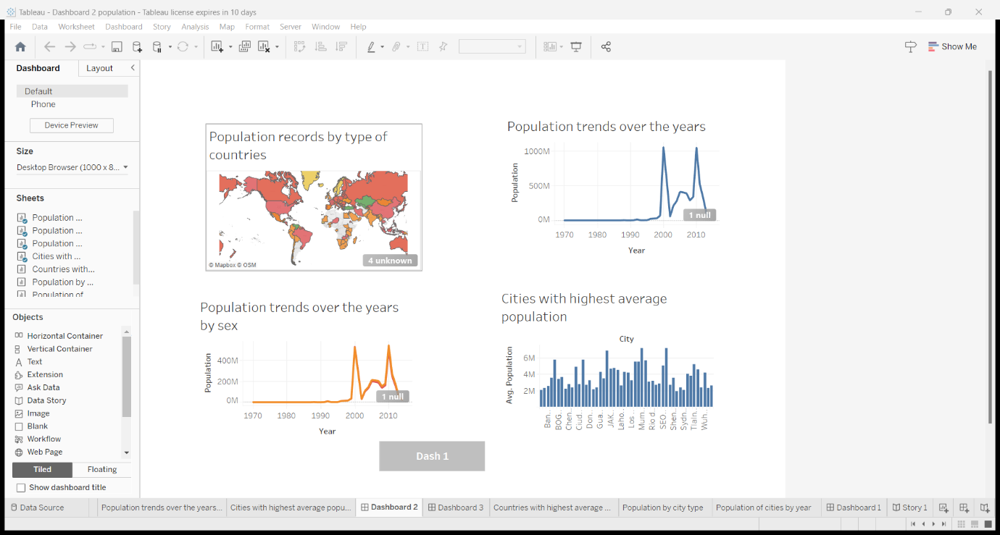 Tableau - Dashboard 2 population - Tableau license expires in 10 days
File Data Worksheet Dashboard Story Analysis Map Format Server Window Help
Show Me
Dashboard Layout
Default
Phone
Device Preview
Size
Desktop Browser (1000 x 8...
Sheets
Population ...
Population ...
Population ...
Cities with ...
Countries with...
Population by ...
Population of
Objects
Horizontal Container
Vertical Container
Text
Extension
Ask Data
Data Story
Image
Blank
Workflow
Web Page
Tiled Floating
Show dashboard title
Population records by type of
countries
© Mapbox © OSM
4 unknown
Population trends over the years
Population
1000M
500M
0M
1 null
1970 1980 1990 2000 2010
Year
Population trends over the years
by sex
Population
400M
200M
0M
1 null
1970 1980 1990 2000 2010
Year
Cities with highest average
population
City
Avg. Population
6M
4M
2M
Ban.. BOG.. Chen.. Ciud.. Don.. Gua.. JAK.. Laho.. Los .. Mum.. Rio d.. SEO.. Shen.. Sydn.. TIain.. Wuh..
Dash 1
Data Source Population trends over the years... Cities with highest average popu... Dashboard 2 Dashboard 3 Countries with highest average ... Population by city type Population of cities by year Dashboard 1 Story 1